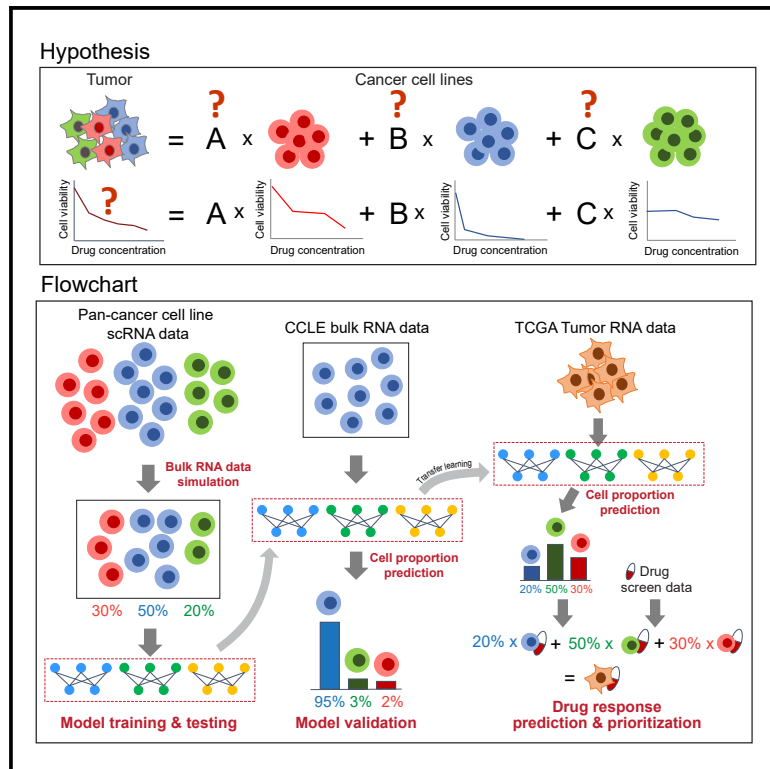 Hypothesis
Tumor
Cancer cell lines
? ? ?
= A x + B x + C x
Cell viability
?
Drug concentration
= A x
Cell viability
Drug concentration
+ B x
Cell viability
Drug concentration
+ C x
Cell viability
Drug concentration
Flowchart
Pan-cancer cell line
scRNA data
Bulk RNA data
simulation
30% 50% 20%
Model training & testing
CCLE bulk RNA data
Transfer learning
Cell proportion
prediction
95% 3% 2%
Model validation
TCGA Tumor RNA data
Cell proportion
prediction
20% 50% 30%
Drug
screen data
20% x + 50% x + 30% x
=
Drug response
prediction & prioritization